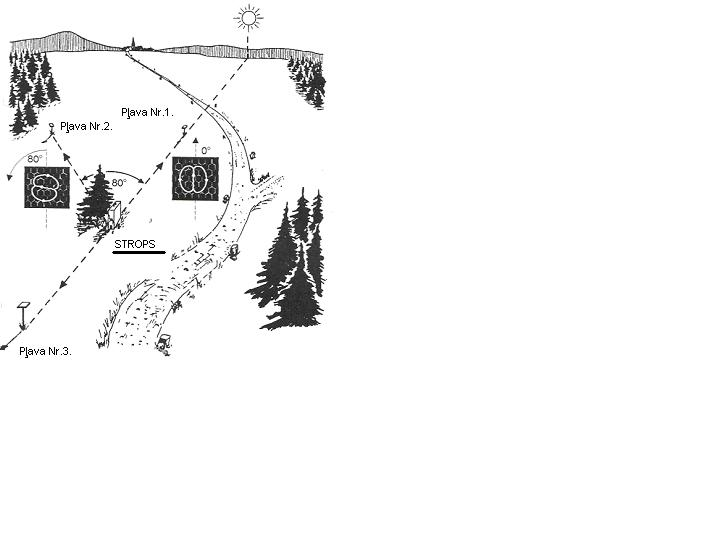 Pļava Nr.1.
Pļava Nr.2.
0°
80°
80°
STROPS
Pļava Nr.3.